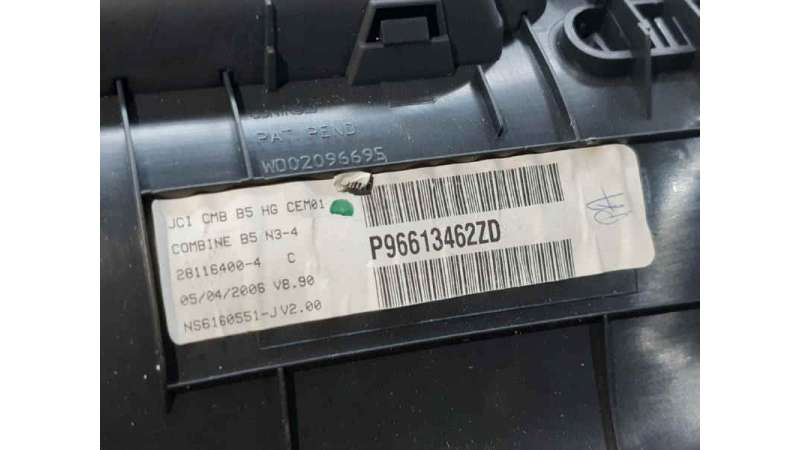 PAT. PEND
WO02096695
JCI CMB B5 HG CEM01
COMBINE B5 N3-4
28116400-4 C
05/04/2006 V8.90
NS6160551-J V2.00
P96613462ZD